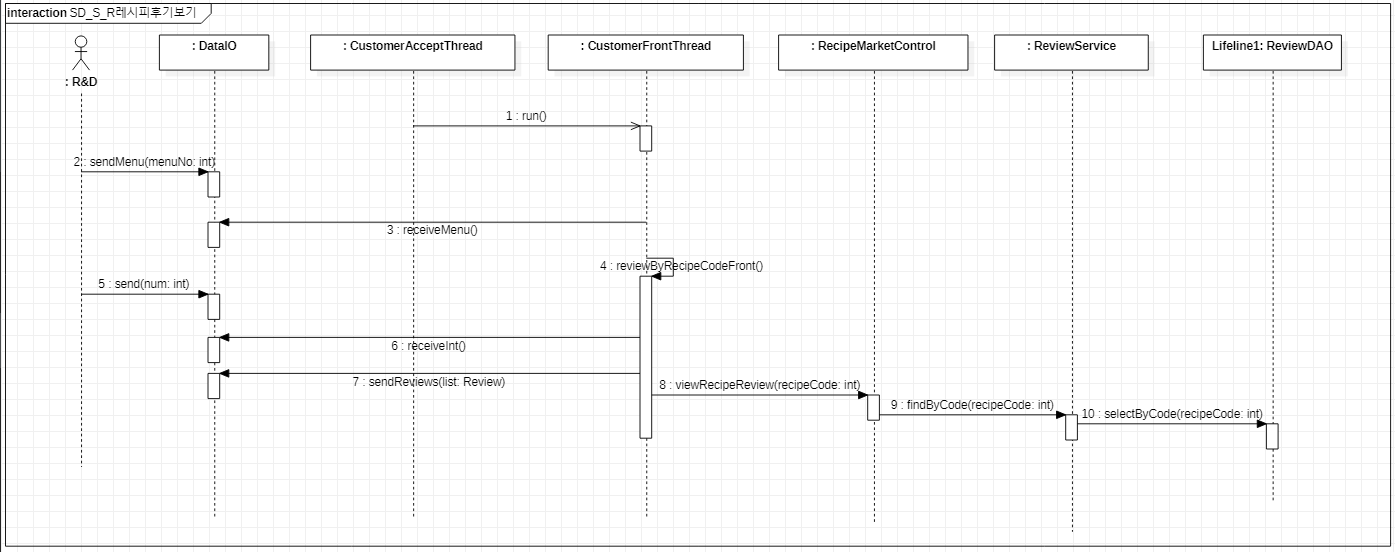 interaction SD_S_R레시피후기보기
: R&D
: DataIO
: CustomerAcceptThread
: CustomerFrontThread
: RecipeMarketControl
: ReviewService
Lifeline1: ReviewDAO
1 : run()
2 : sendMenu(menuNo: int)
3 : receiveMenu()
4 : reviewByRecipeCodeFront()
5 : send(num: int)
6 : receiveInt()
7 : sendReviews(list: Review)
8 : viewRecipeReview(recipeCode: int)
9 : findByCode(recipeCode: int)
10 : selectByCode(recipeCode: int)